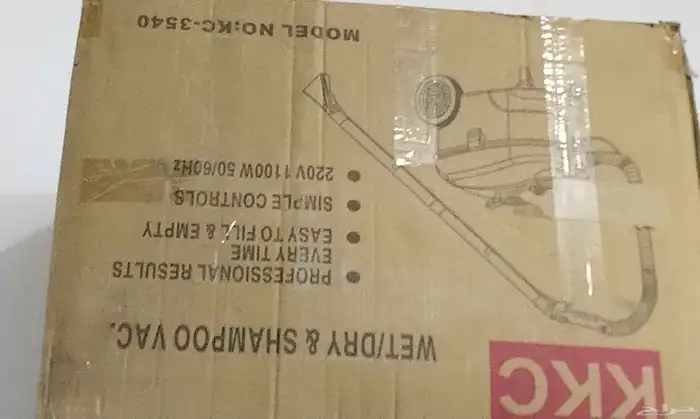 KKC
WET/DRY & SHAMPOO VAC.
● PROFESSIONAL RESULTS
EVERY TIME
● EASY TO FILL & EMPTY
● SIMPLE CONTROLS
● 220V 1100W 50/60Hz
MODEL NO:KC-3540
حراج